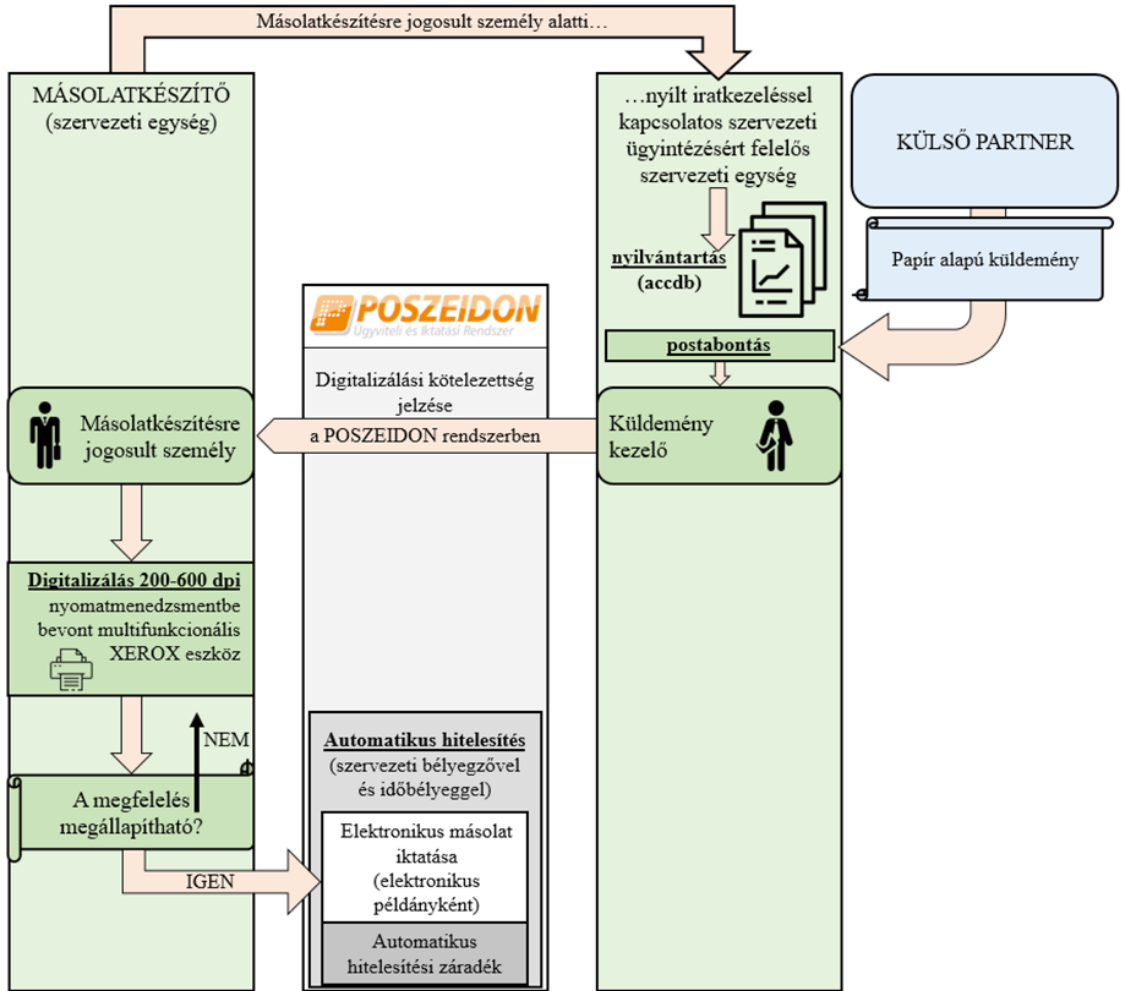 Másolatkészítésre jogosult személy alatti…
MÁSOLATKÉSZÍTŐ
(szervezeti egység)
…nyílt iratkezeléssel
kapcsolatos szervezeti
ügyintézésért felelős
szervezeti egység
KÜLSŐ PARTNER
nyilvántartás
(accdb)
Papír alapú küldemény
POSZEIDON
Ügyviteli és Iktatási Rendszer
postabontás
Digitalizálási kötelezettség
jelzése
a POSZEIDON rendszerben
Másolatkészítésre
jogosult személy
Küldemény
kezelő
Digitalizálás 200-600 dpi
nyomatmenedzsmentbe
bevont multifunkcionális
XEROX eszköz
NEM
A megfelelés
megállapítható?
IGEN
Automatikus hitelesítés
(szervezeti bélyegzővel
és időbélyeggel)
Elektronikus másolat
iktatása
(elektronikus
példányként)
Automatikus
hitelesítési záradék